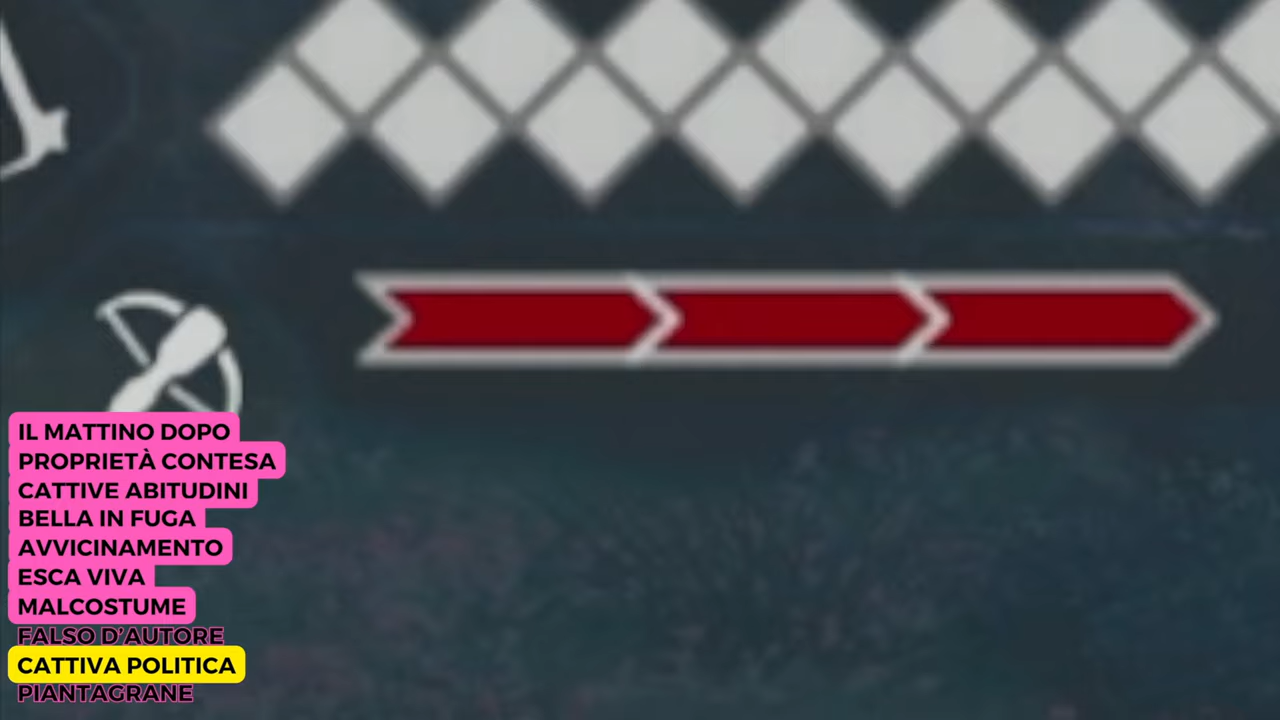 IL MATTINO DOPO
PROPRIETÀ CONTESA
CATTIVE ABITUDINI
BELLA IN FUGA
AVVICINAMENTO
ESCA VIVA
MALCOSTUME
FALSO D'AUTORE
CATTIVA POLITICA
PIANTAGRANE